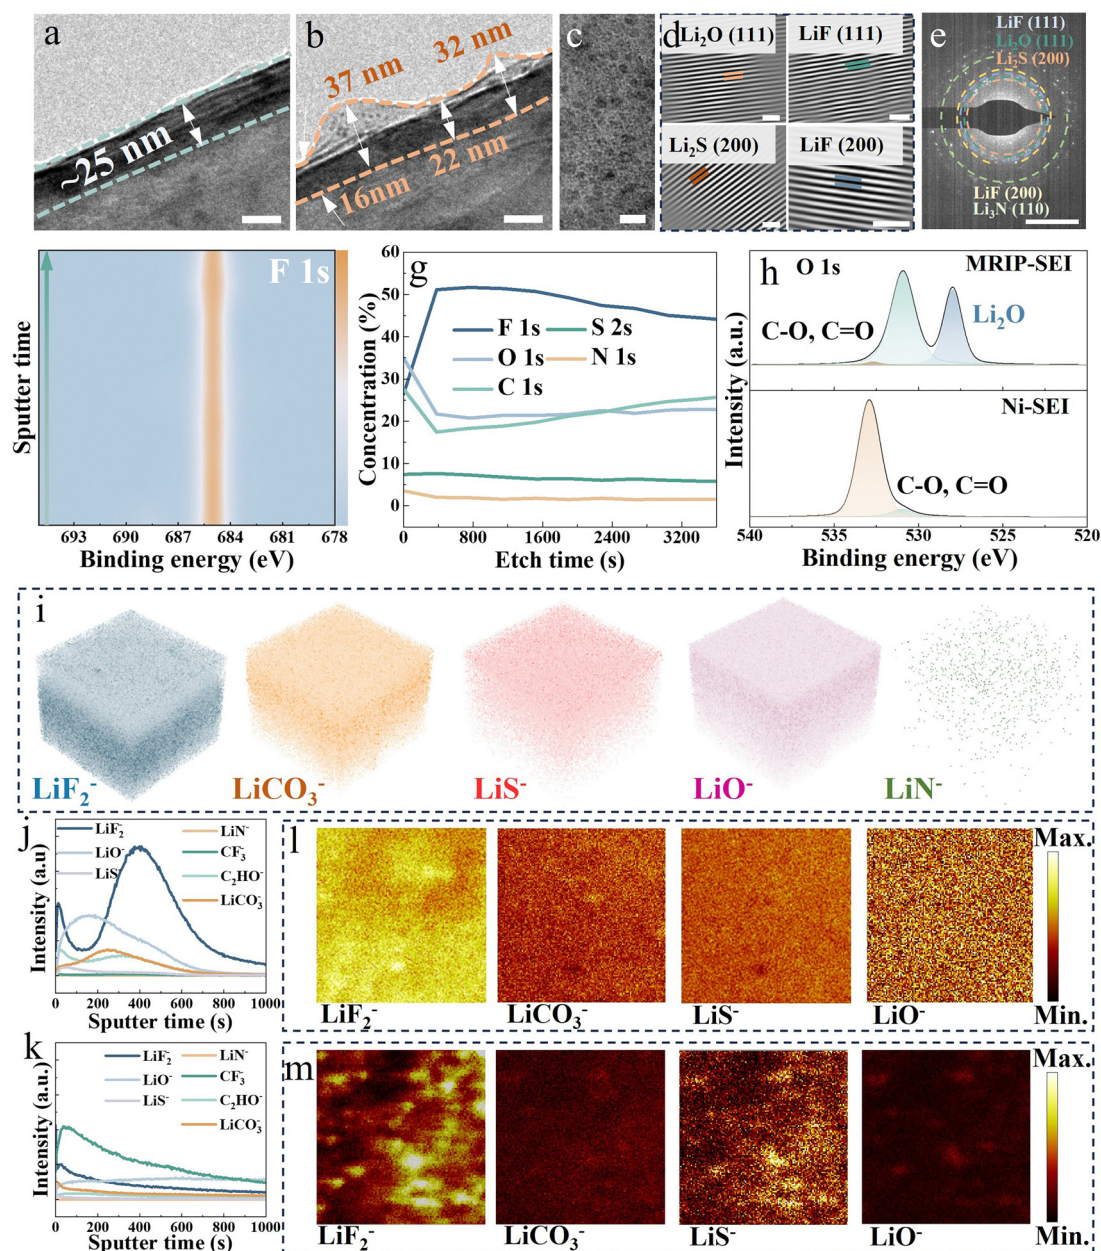 a
~25 nm
b
37 nm
32 nm
22 nm
16nm
c
d
Li₂O (111)
LiF (111)
Li₂S (200)
LiF (200)
e
LiF (111)
Li₂O (111)
Li₂S (200)
LiF (200)
Li₃N (110)
F 1s
Sputter time
693 690 687 684 681 678
Binding energy (eV)
g
Concentration (%)
60
50
40
30
20
10
0
F 1s
O 1s
C 1s
S 2s
N 1s
0 800 1600 2400 3200
Etch time (s)
h
O 1s
MRIP-SEI
Li₂O
C-O, C=O
Ni-SEI
C-O, C=O
Intensity (a.u.)
540 535 530 525 520
Binding energy (eV)
i
LiF₂⁻
LiCO₃⁻
LiS⁻
LiO⁻
LiN⁻
j
LiF₂⁻
LiO⁻
LiS⁻
LiN⁻
CF₃⁻
C₂HO⁻
LiCO₃⁻
Intensity (a.u)
0 200 400 600 800 1000
Sputter time (s)
k
LiF₂⁻
LiO⁻
LiS⁻
LiN⁻
CF₃⁻
C₂HO⁻
LiCO₃⁻
Intensity (a.u.)
0 200 400 600 800 1000
Sputter time (s)
l
LiF₂⁻
LiCO₃⁻
LiS⁻
LiO⁻
Max.
Min.
m
LiF₂⁻
LiCO₃⁻
LiS⁻
LiO⁻
Max.
Min.